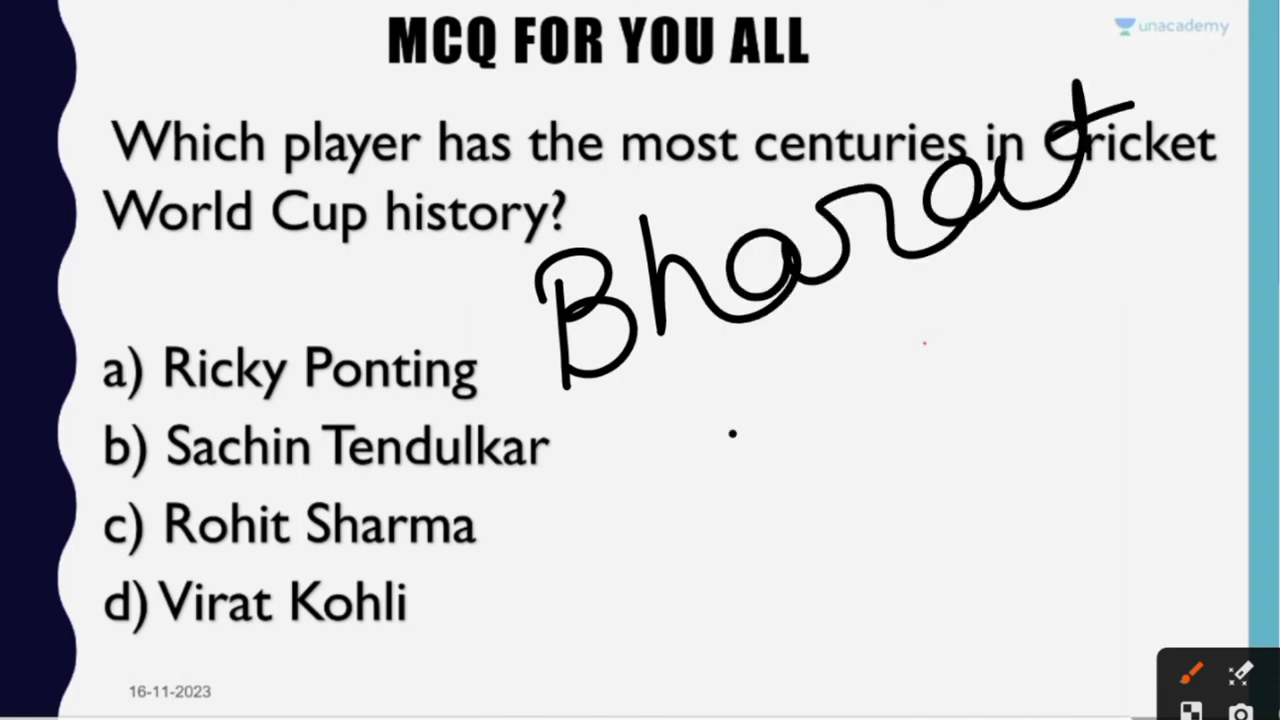 MCQ FOR YOU ALL
unacademy
Which player has the most centuries in Cricket
World Cup history?
Bharat
a) Ricky Ponting
b) Sachin Tendulkar
c) Rohit Sharma
d) Virat Kohli
16-11-2023